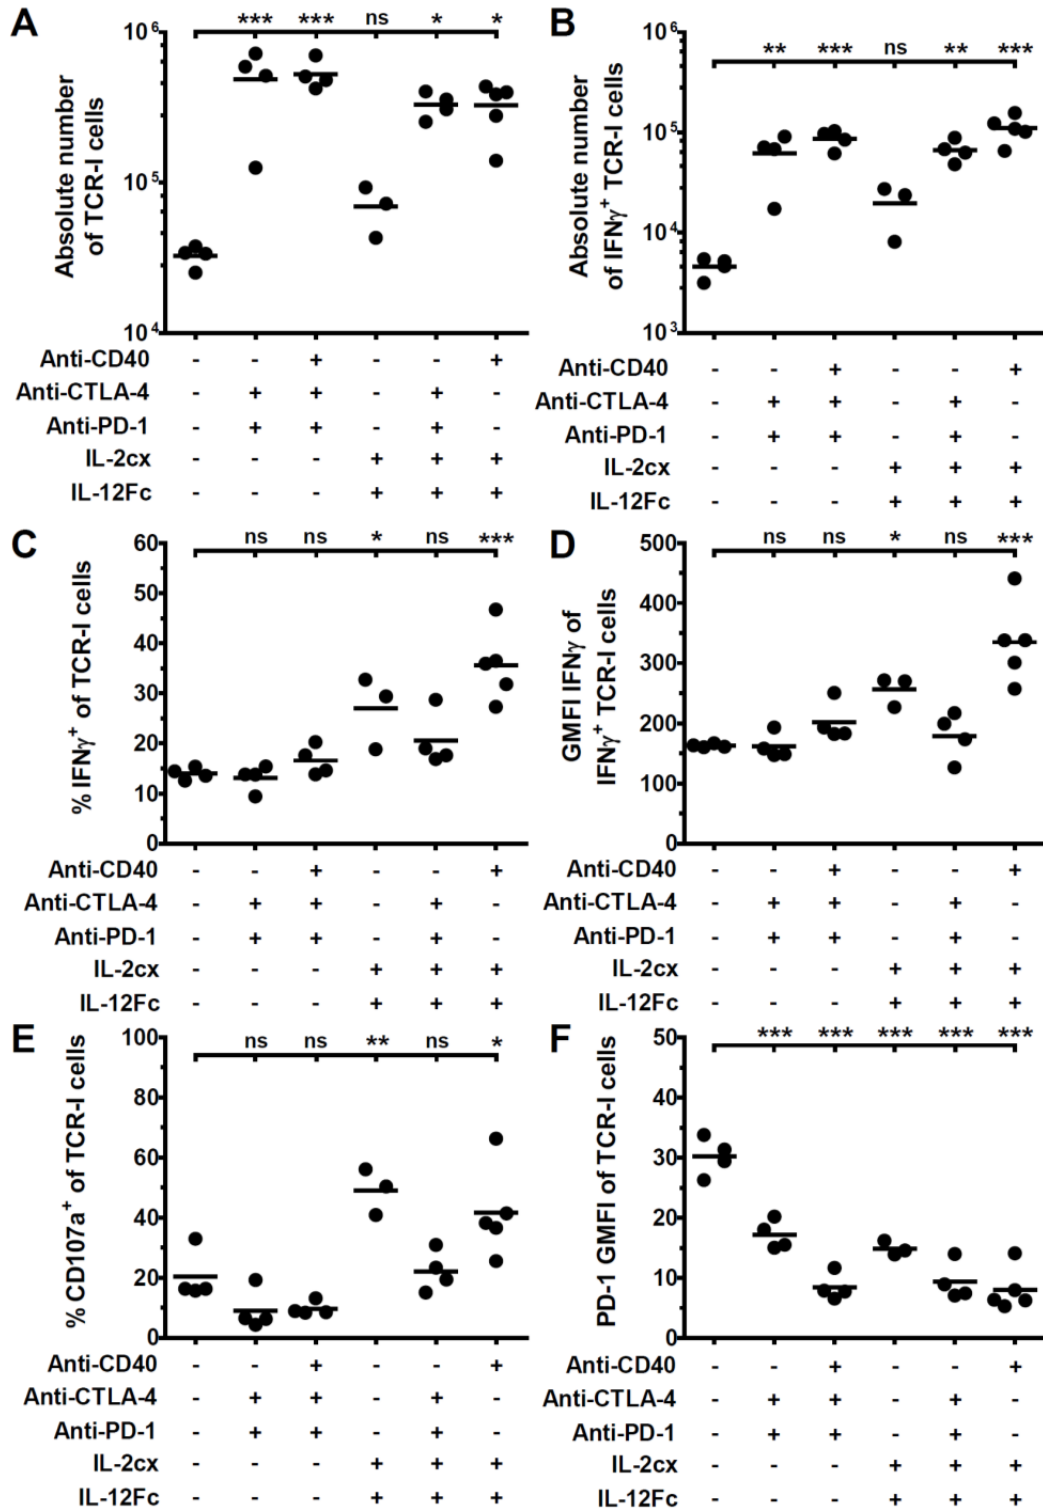 A
*** *** ns * *
Absolute number
of TCR-I cells
10⁶
10⁵
10⁴
Anti-CD40 - - + - - +
Anti-CTLA-4 - + + - + -
Anti-PD-1 - + + - + -
IL-2cx - - - + + +
IL-12Fc - - - + + +
B
** *** ns ** ***
Absolute number
of IFNγ⁺ TCR-I cells
10⁶
10⁵
10⁴
10³
Anti-CD40 - - + - - +
Anti-CTLA-4 - + + - + -
Anti-PD-1 - + + - + -
IL-2cx - - - + + +
IL-12Fc - - - + + +
C
ns ns * ns ***
% IFNγ⁺ of TCR-I cells
60
50
40
30
20
10
0
Anti-CD40 - - + - - +
Anti-CTLA-4 - + + - + -
Anti-PD-1 - + + - + -
IL-2cx - - - + + +
IL-12Fc - - - + + +
D
ns ns * ns ***
GMFI IFNγ of
IFNγ⁺ TCR-I cells
500
400
300
200
100
0
Anti-CD40 - - + - - +
Anti-CTLA-4 - + + - + -
Anti-PD-1 - + + - + -
IL-2cx - - - + + +
IL-12Fc - - - + + +
E
ns ns ** ns *
% CD107a⁺ of TCR-I cells
100
80
60
40
20
0
Anti-CD40 - - + - - +
Anti-CTLA-4 - + + - + -
Anti-PD-1 - + + - + -
IL-2cx - - - + + +
IL-12Fc - - - + + +
F
*** *** *** *** ***
PD-1 GMFI of TCR-I cells
50
40
30
20
10
0
Anti-CD40 - - + - - +
Anti-CTLA-4 - + + - + -
Anti-PD-1 - + + - + -
IL-2cx - - - + + +
IL-12Fc - - - + + +